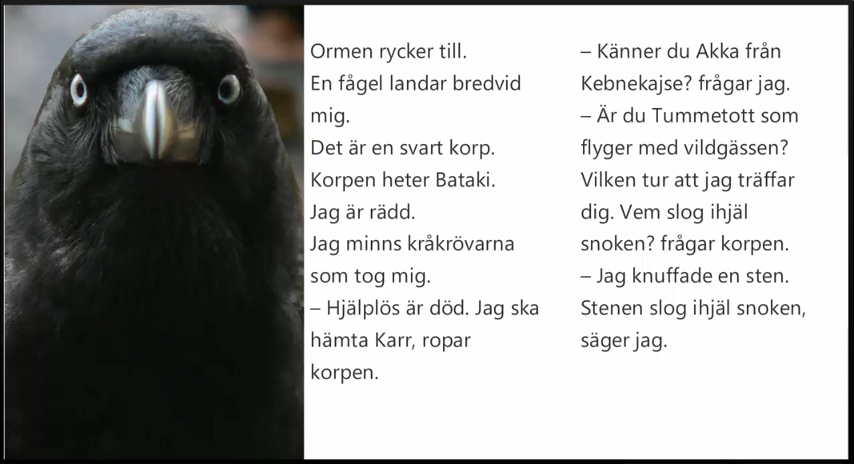 Ormen rycker till.
En fågel landar bredvid
mig.
Det är en svart korp.
Korpen heter Bataki.
Jag är rädd.
Jag minns kråkrövarna
som tog mig.
– Hjälplös är död. Jag ska
hämta Karr, ropar
korpen.
– Känner du Akka från
Kebnekajse? frågar jag.
– Är du Tummetott som
flyger med vildgässen?
Vilken tur att jag träffar
dig. Vem slog ihjäl
snoken? frågar korpen.
– Jag knuffade en sten.
Stenen slog ihjäl snoken,
säger jag.